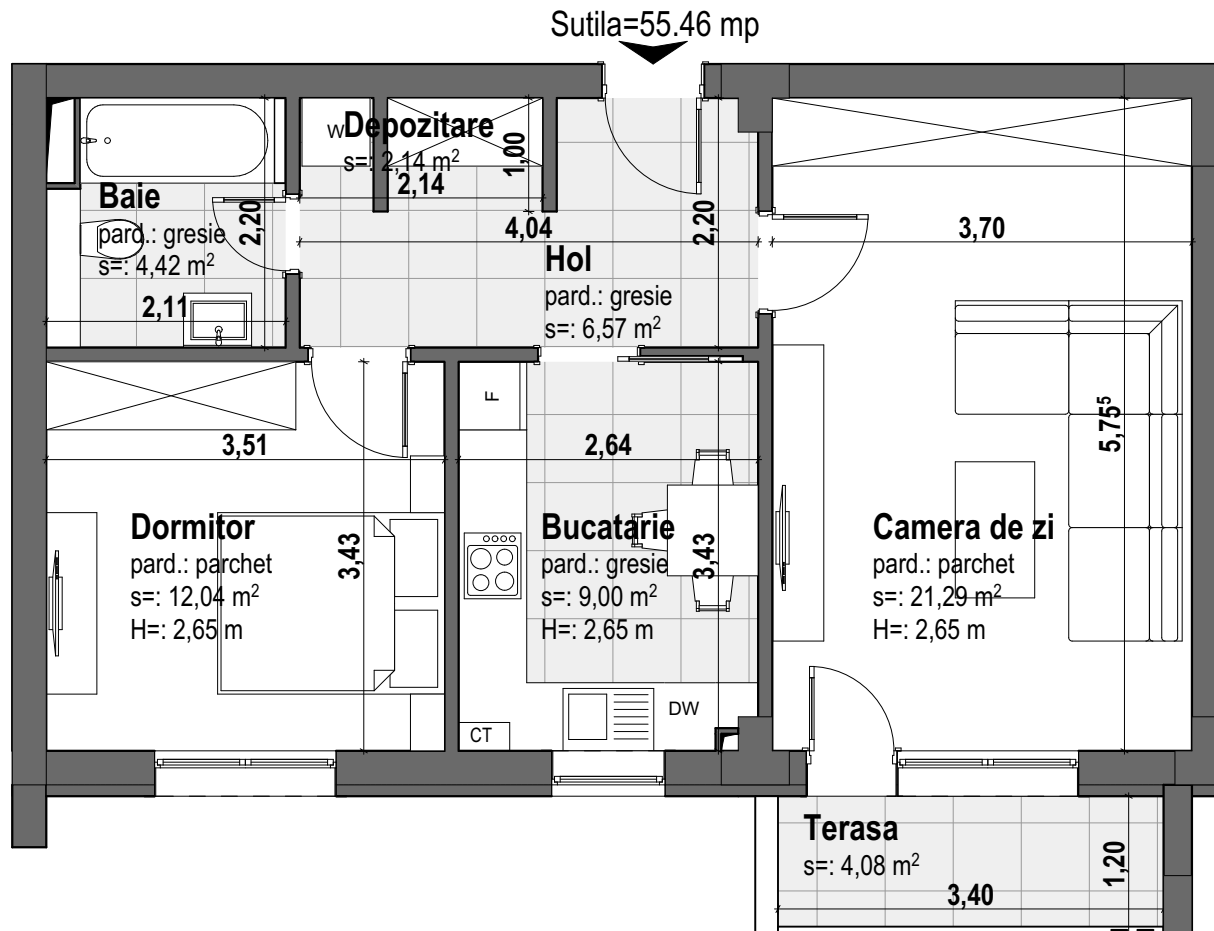 Sutila=55.46 mp
W
Depozitare
s=: 2,14 m²
2,14
1,00
Baie
pard.: gresie
s=: 4,42 m²
2,11
2,20
4,04
2,20
Hol
pard.: gresie
s=: 6,57 m²
3,70
5,75⁵
3,51
Dormitor
pard.: parchet
s=: 12,04 m²
H=: 2,65 m
3,43
F
2,64
Bucatarie
pard.: gresie
s=: 9,00 m²
H=: 2,65 m
3,43
CT
DW
Camera de zi
pard.: parchet
s=: 21,29 m²
H=: 2,65 m
Terasa
s=: 4,08 m²
3,40
1,20